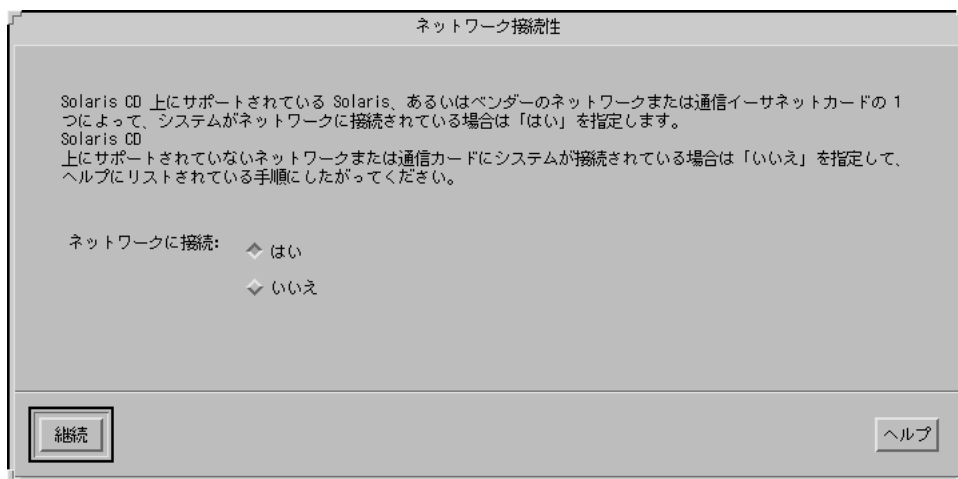 ネットワーク接続性
Solaris CD 上にサポートされている Solaris、あるいはベンダーのネットワークまたは通信イーサネットカードの 1
つによって、システムがネットワークに接続されている場合は「はい」を指定します。
Solaris CD
上にサポートされていないネットワークまたは通信カードにシステムが接続されている場合は「いいえ」を指定して、
ヘルプにリストされている手順にしたがってください。
ネットワークに接続:
はい
いいえ
継続
ヘルプ